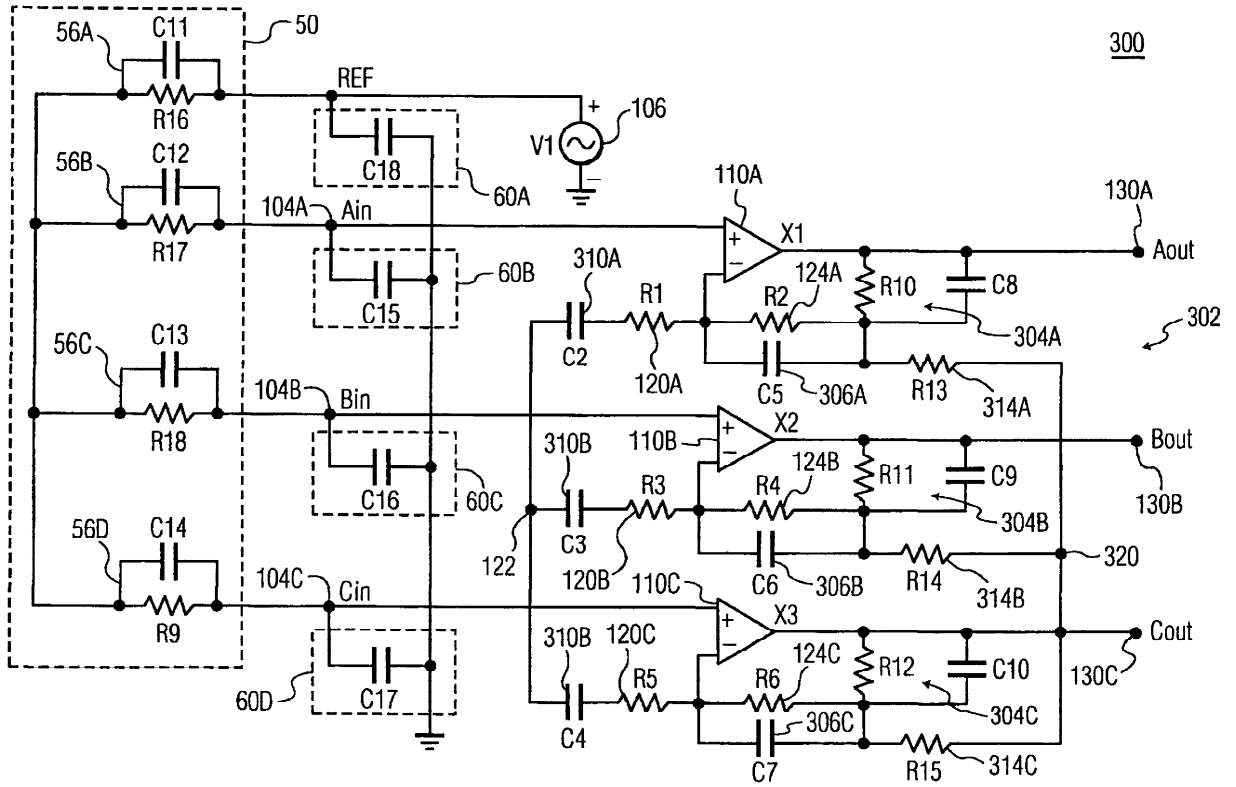 56A
C11
50
300
R16
REF
+
V1
106
−
C18
60A
56B
C12
R17
104A
Ain
C15
60B
110A
+
−
X1
130A
Aout
310A
C2
R1
120A
R2
124A
R10
C8
304A
302
C5
306A
R13
314A
56C
C13
R18
104B
Bin
C16
60C
110B
+
−
X2
Bout
130B
310B
C3
R3
120B
122
R4
124B
R11
C9
304B
C6
306B
R14
314B
320
56D
C14
R9
104C
Cin
C17
60D
110C
+
−
X3
Cout
130C
310B
C4
120C
R5
R6
124C
R12
C10
304C
306C
C7
R15
314C